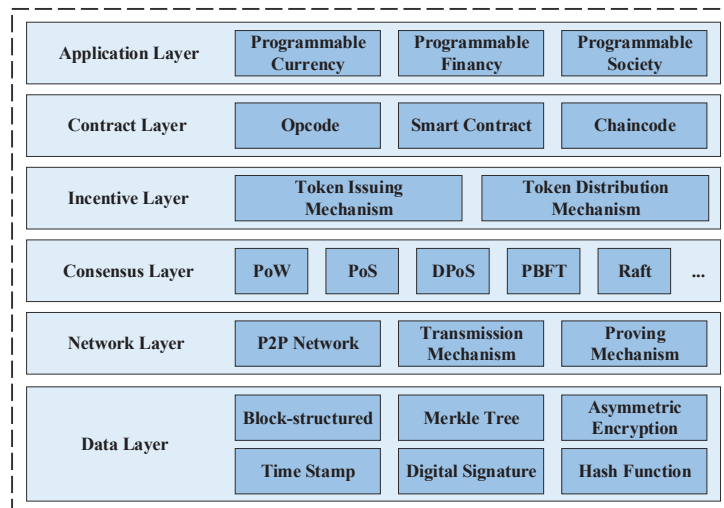 Application Layer
Programmable
Currency
Programmable
Financy
Programmable
Society
Contract Layer
Opcode
Smart Contract
Chaincode
Incentive Layer
Token Issuing
Mechanism
Token Distribution
Mechanism
Consensus Layer
PoW
PoS
DPoS
PBFT
Raft
...
Network Layer
P2P Network
Transmission
Mechanism
Proving
Mechanism
Data Layer
Block-structured
Merkle Tree
Asymmetric
Encryption
Time Stamp
Digital Signature
Hash Function